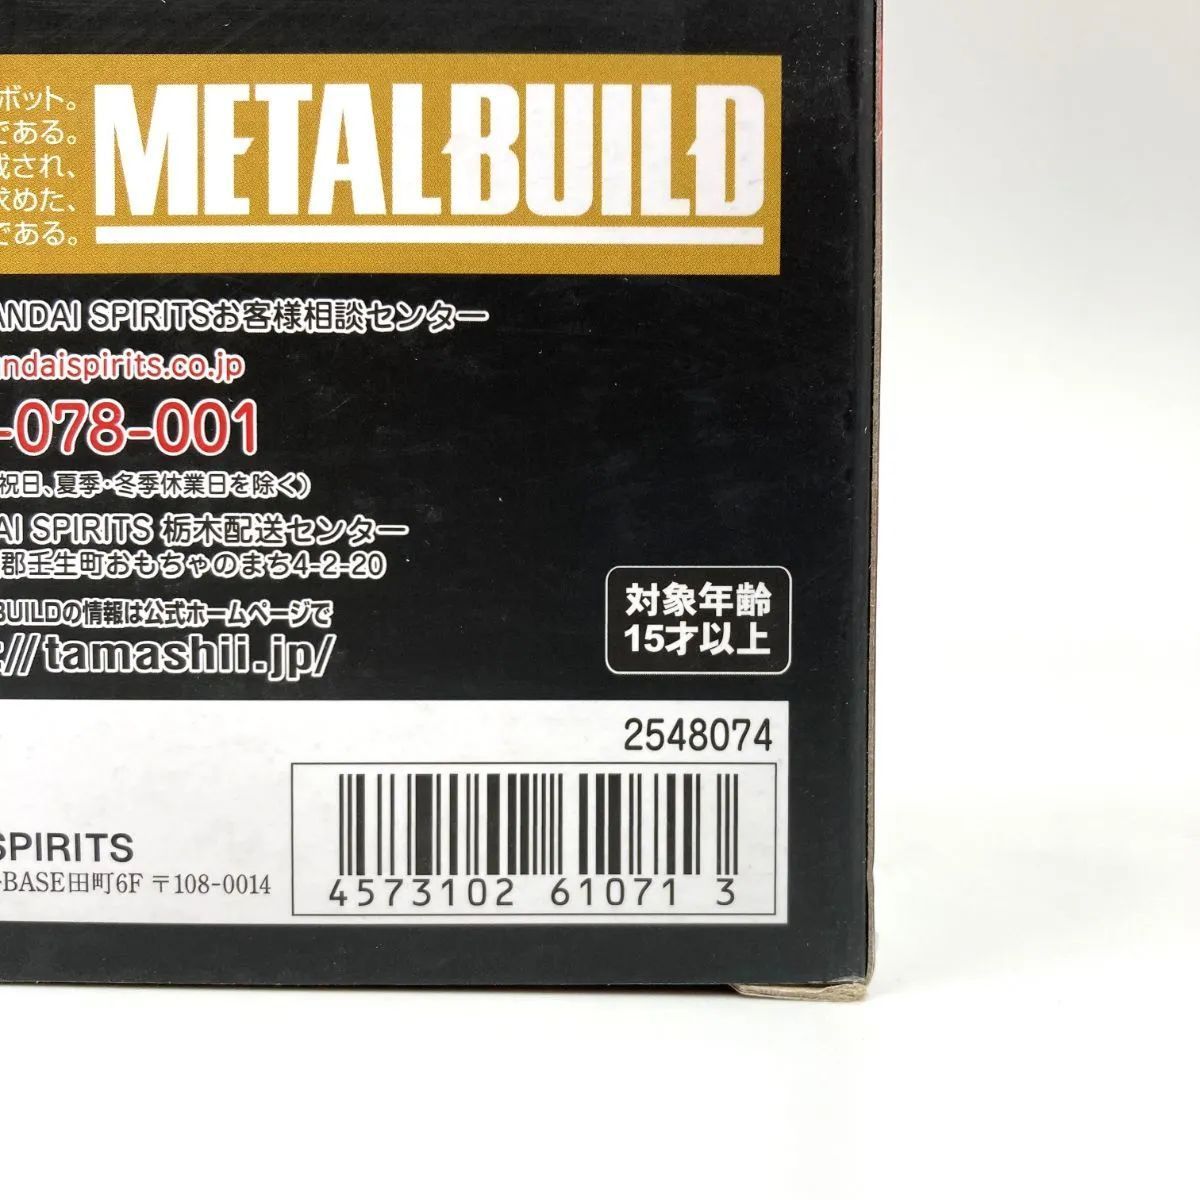 ボット。
である。
成され、
求めた、
である。
METAL BUILD
ANDAI SPIRITSお客様相談センター
andaispirits.co.jp
-078-001
祝日、夏季・冬季休業日を除く)
AI SPIRITS 栃木配送センター
郡壬生町おもちゃのまち4-2-20
BUILDの情報は公式ホームページで
://tamashii.jp/
対象年齢
15才以上
2548074
SPIRITS
-BASE田町6F 〒108-0014
4573102 61071 3